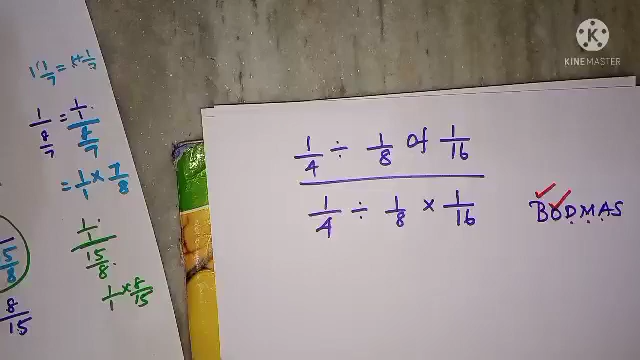 KINEMASTER
1 1/7 = 1+1/7
1/(8/7) = (1/1)/(8/7)
= 1/1 × 7/8
(1/1)/(15/8)
1/1 × 8/15
15/8
8/15
1/4 ÷ 1/8 of 1/16
1/4 ÷ 1/8 × 1/16
BODMAS